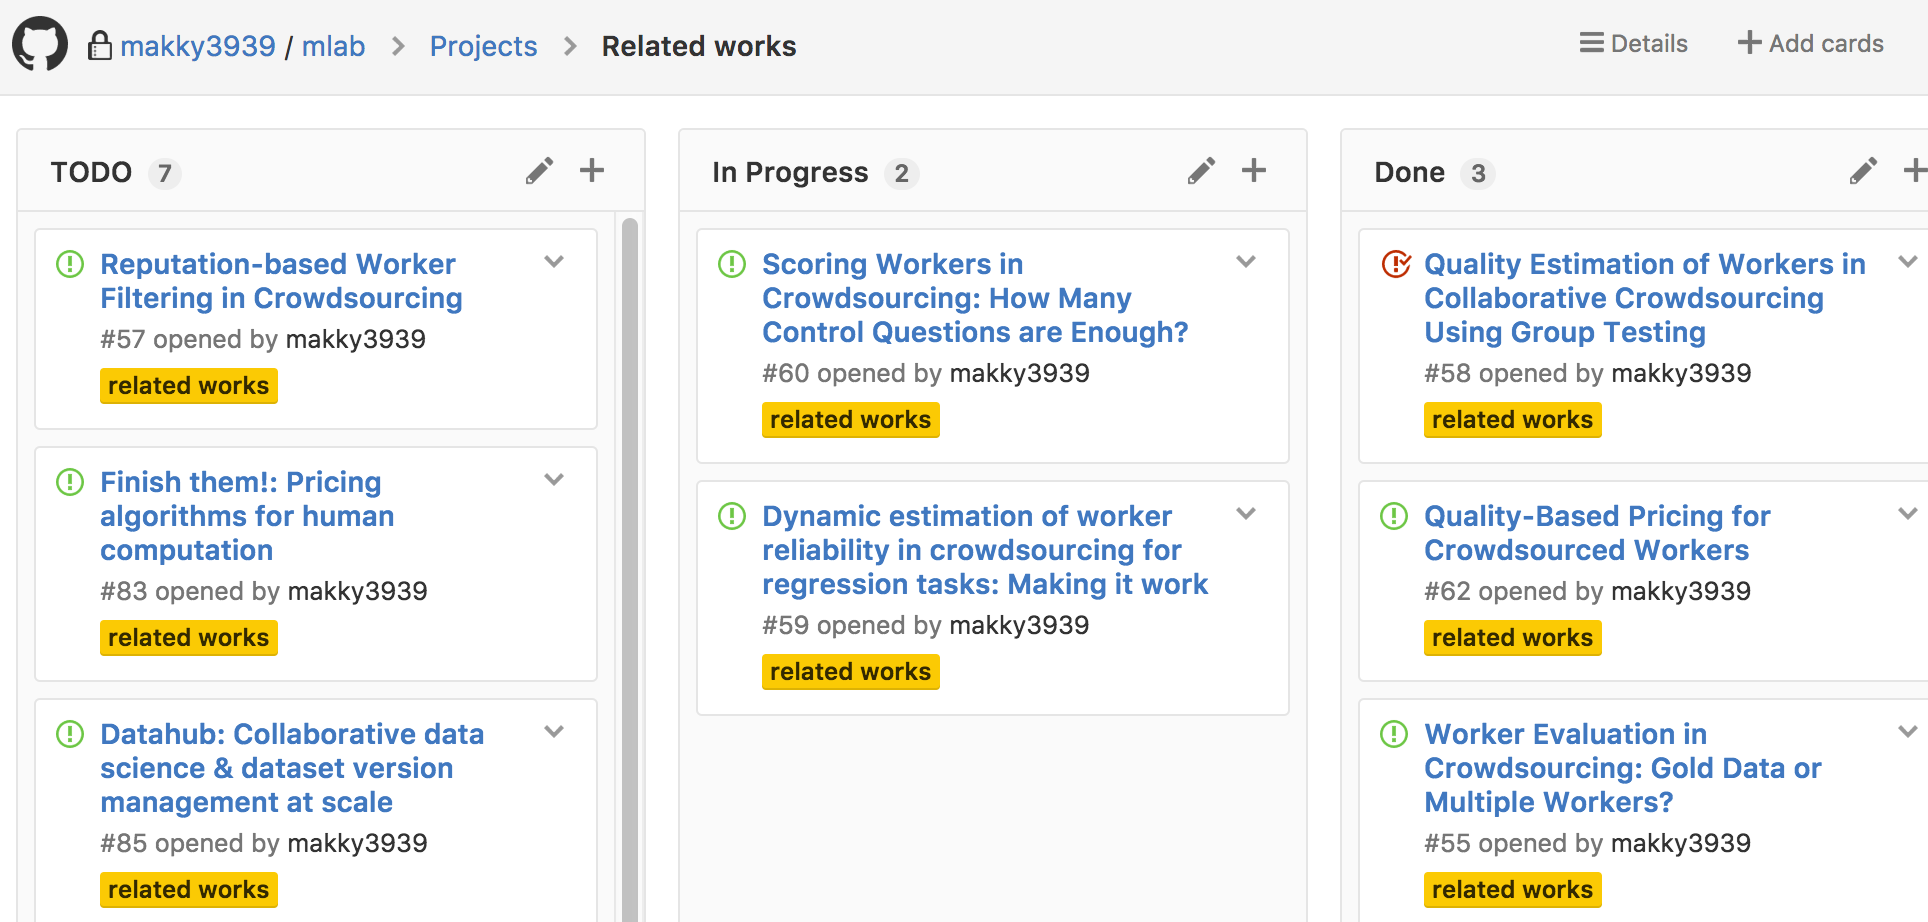 makky3939 / mlab > Projects > Related works
Details
Add cards
TODO 7
Reputation-based Worker
Filtering in Crowdsourcing
#57 opened by makky3939
related works
Finish them!: Pricing
algorithms for human
computation
#83 opened by makky3939
related works
Datahub: Collaborative data
science & dataset version
management at scale
#85 opened by makky3939
related works
In Progress 2
Scoring Workers in
Crowdsourcing: How Many
Control Questions are Enough?
#60 opened by makky3939
related works
Dynamic estimation of worker
reliability in crowdsourcing for
regression tasks: Making it work
#59 opened by makky3939
related works
Done 3
Quality Estimation of Workers in
Collaborative Crowdsourcing
Using Group Testing
#58 opened by makky3939
related works
Quality-Based Pricing for
Crowdsourced Workers
#62 opened by makky3939
related works
Worker Evaluation in
Crowdsourcing: Gold Data or
Multiple Workers?
#55 opened by makky3939
related works